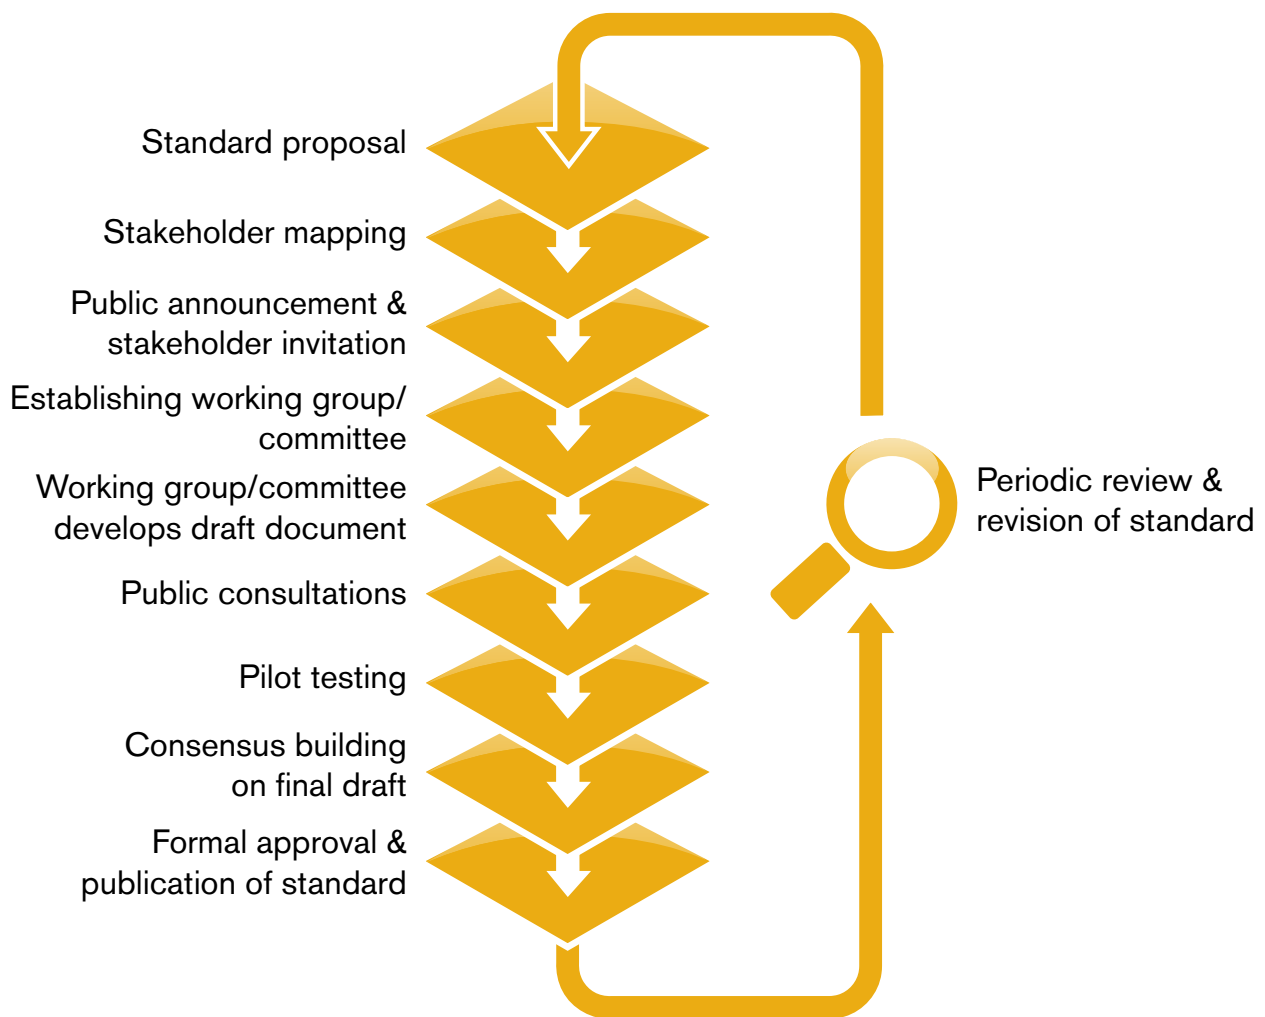 Standard proposal
Stakeholder mapping
Public announcement &
stakeholder invitation
Establishing working group/
committee
Working group/committee
develops draft document
Public consultations
Pilot testing
Consensus building
on final draft
Formal approval &
publication of standard
Periodic review &
revision of standard